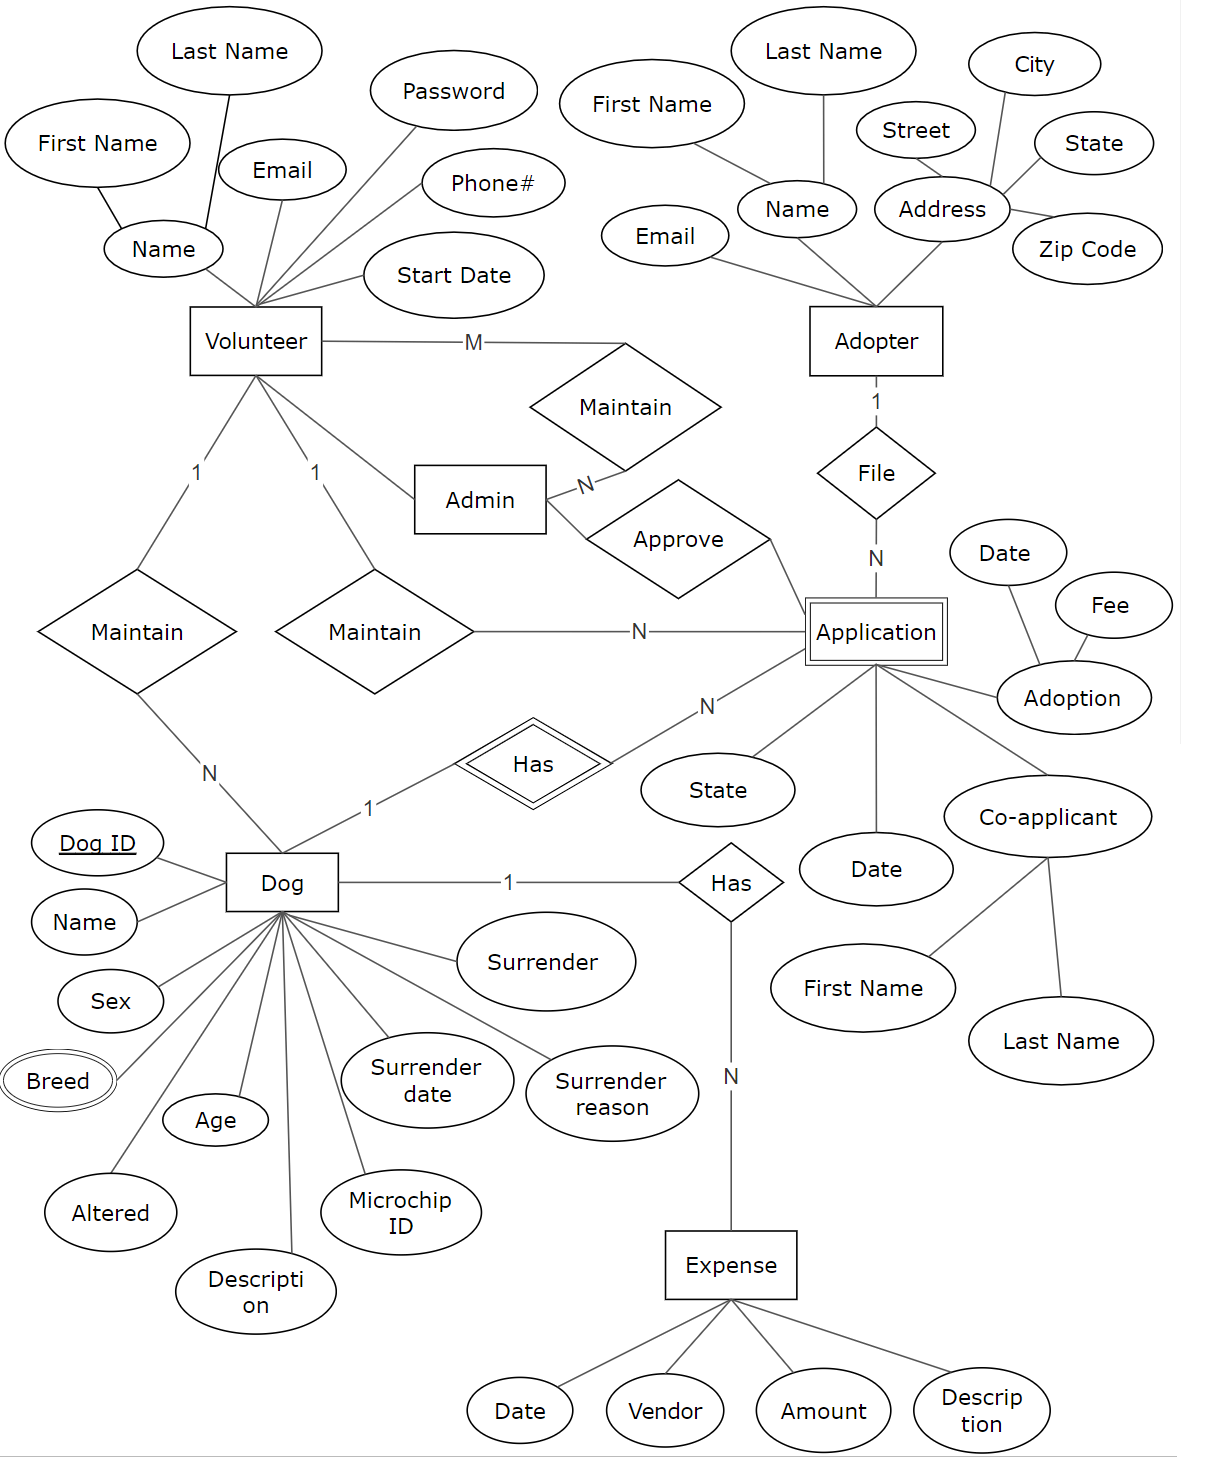 Last Name
Password
First Name
Email
Phone#
Name
Start Date
Last Name
City
First Name
Street
State
Name
Address
Email
Zip Code
Volunteer
M
Adopter
Maintain
1
1
1
File
N
Admin
Approve
N
Date
Fee
Maintain
Maintain
N
Application
Adoption
N
Has
N
1
State
Co-applicant
Dog ID
Date
Dog
1
Has
Name
Surrender
Sex
First Name
Last Name
Breed
Surrender
date
Surrender
reason
N
Age
Altered
Microchip
ID
Descripti
on
Expense
Date
Vendor
Amount
Descrip
tion